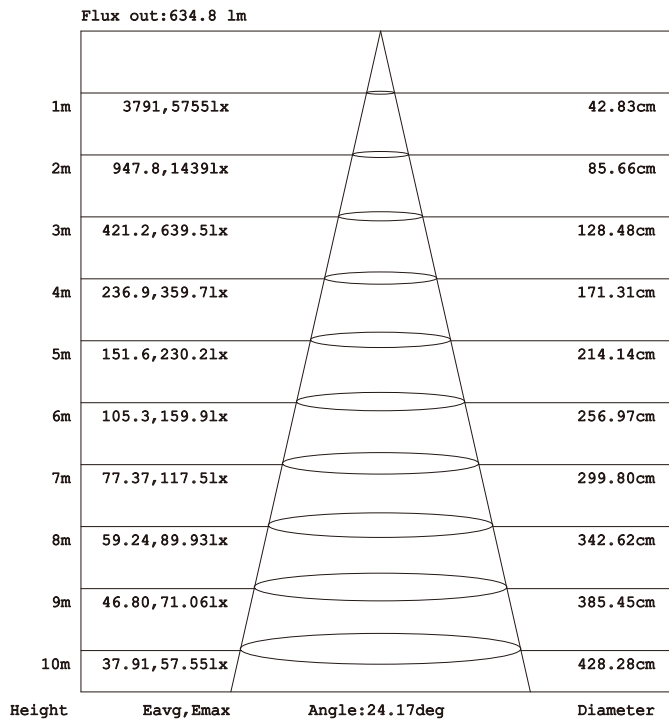 Flux out:634.8 lm
1m 3791,5755lx 42.83cm
2m 947.8,1439lx 85.66cm
3m 421.2,639.5lx 128.48cm
4m 236.9,359.7lx 171.31cm
5m 151.6,230.2lx 214.14cm
6m 105.3,159.9lx 256.97cm
7m 77.37,117.5lx 299.80cm
8m 59.24,89.93lx 342.62cm
9m 46.80,71.06lx 385.45cm
10m 37.91,57.55lx 428.28cm
Height Eavg,Emax Angle:24.17deg Diameter